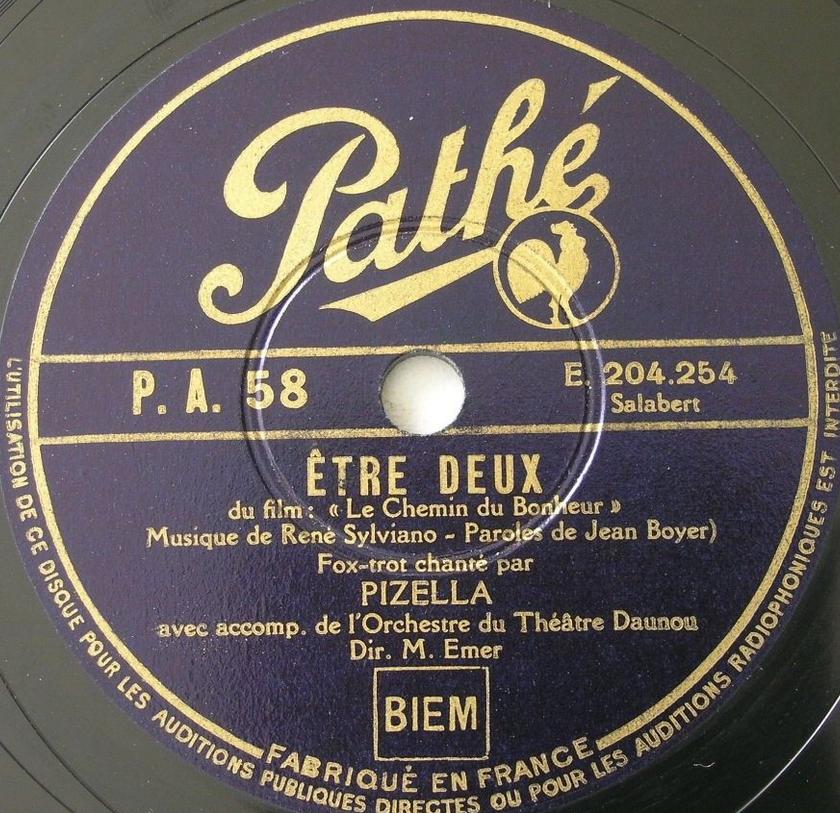 Pathé
P. A. 58
E. 204.254
Salabert
ÊTRE DEUX
du film : « Le Chemin du Bonheur »
Musique de René Sylviano - Paroles de Jean Boyer)
Fox-trot chanté par
PIZELLA
avec accomp. de l'Orchestre du Théâtre Daunou
Dir. M. Emer
BIEM
FABRIQUÉ EN FRANCE
L'UTILISATION DE CE DISQUE POUR LES AUDITIONS PUBLIQUES DIRECTES OU POUR LES AUDITIONS RADIOPHONIQUES EST INTERDITE